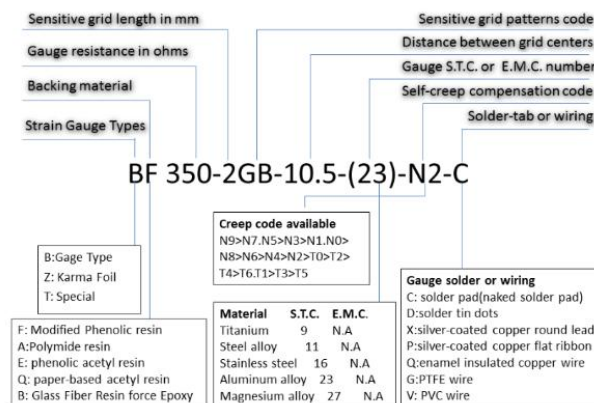 Sensitive grid length in mm
Gauge resistance in ohms
Backing material
Strain Gauge Types
Sensitive grid patterns code
Distance between grid centers
Gauge S.T.C. or E.M.C. number
Self-creep compensation code
Solder-tab or wiring
BF 350-2GB-10.5-(23)-N2-C
Creep code available
N9>N7.N5>N3>N1.N0>
N8>N6>N4>N2>T0>T2>
T4>T6.T1>T3>T5
B:Gage Type
Z: Karma Foil
T: Special
F: Modified Phenolic resin
A:Polymide resin
E: phenolic acetyl resin
Q: paper-based acetyl resin
B: Glass Fiber Resin force Epoxy
Material S.T.C. E.M.C.
Titanium 9 N.A
Steel alloy 11 N.A
Stainless steel 16 N.A
Aluminum alloy 23 N.A
Magnesium alloy 27 N.A
Gauge solder or wiring
C: solder pad(naked solder pad)
D:solder tin dots
X:silver-coated copper round lead
P:silver-coated copper flat ribbon
Q:enamel insulated copper wire
G:PTFE wire
V: PVC wire